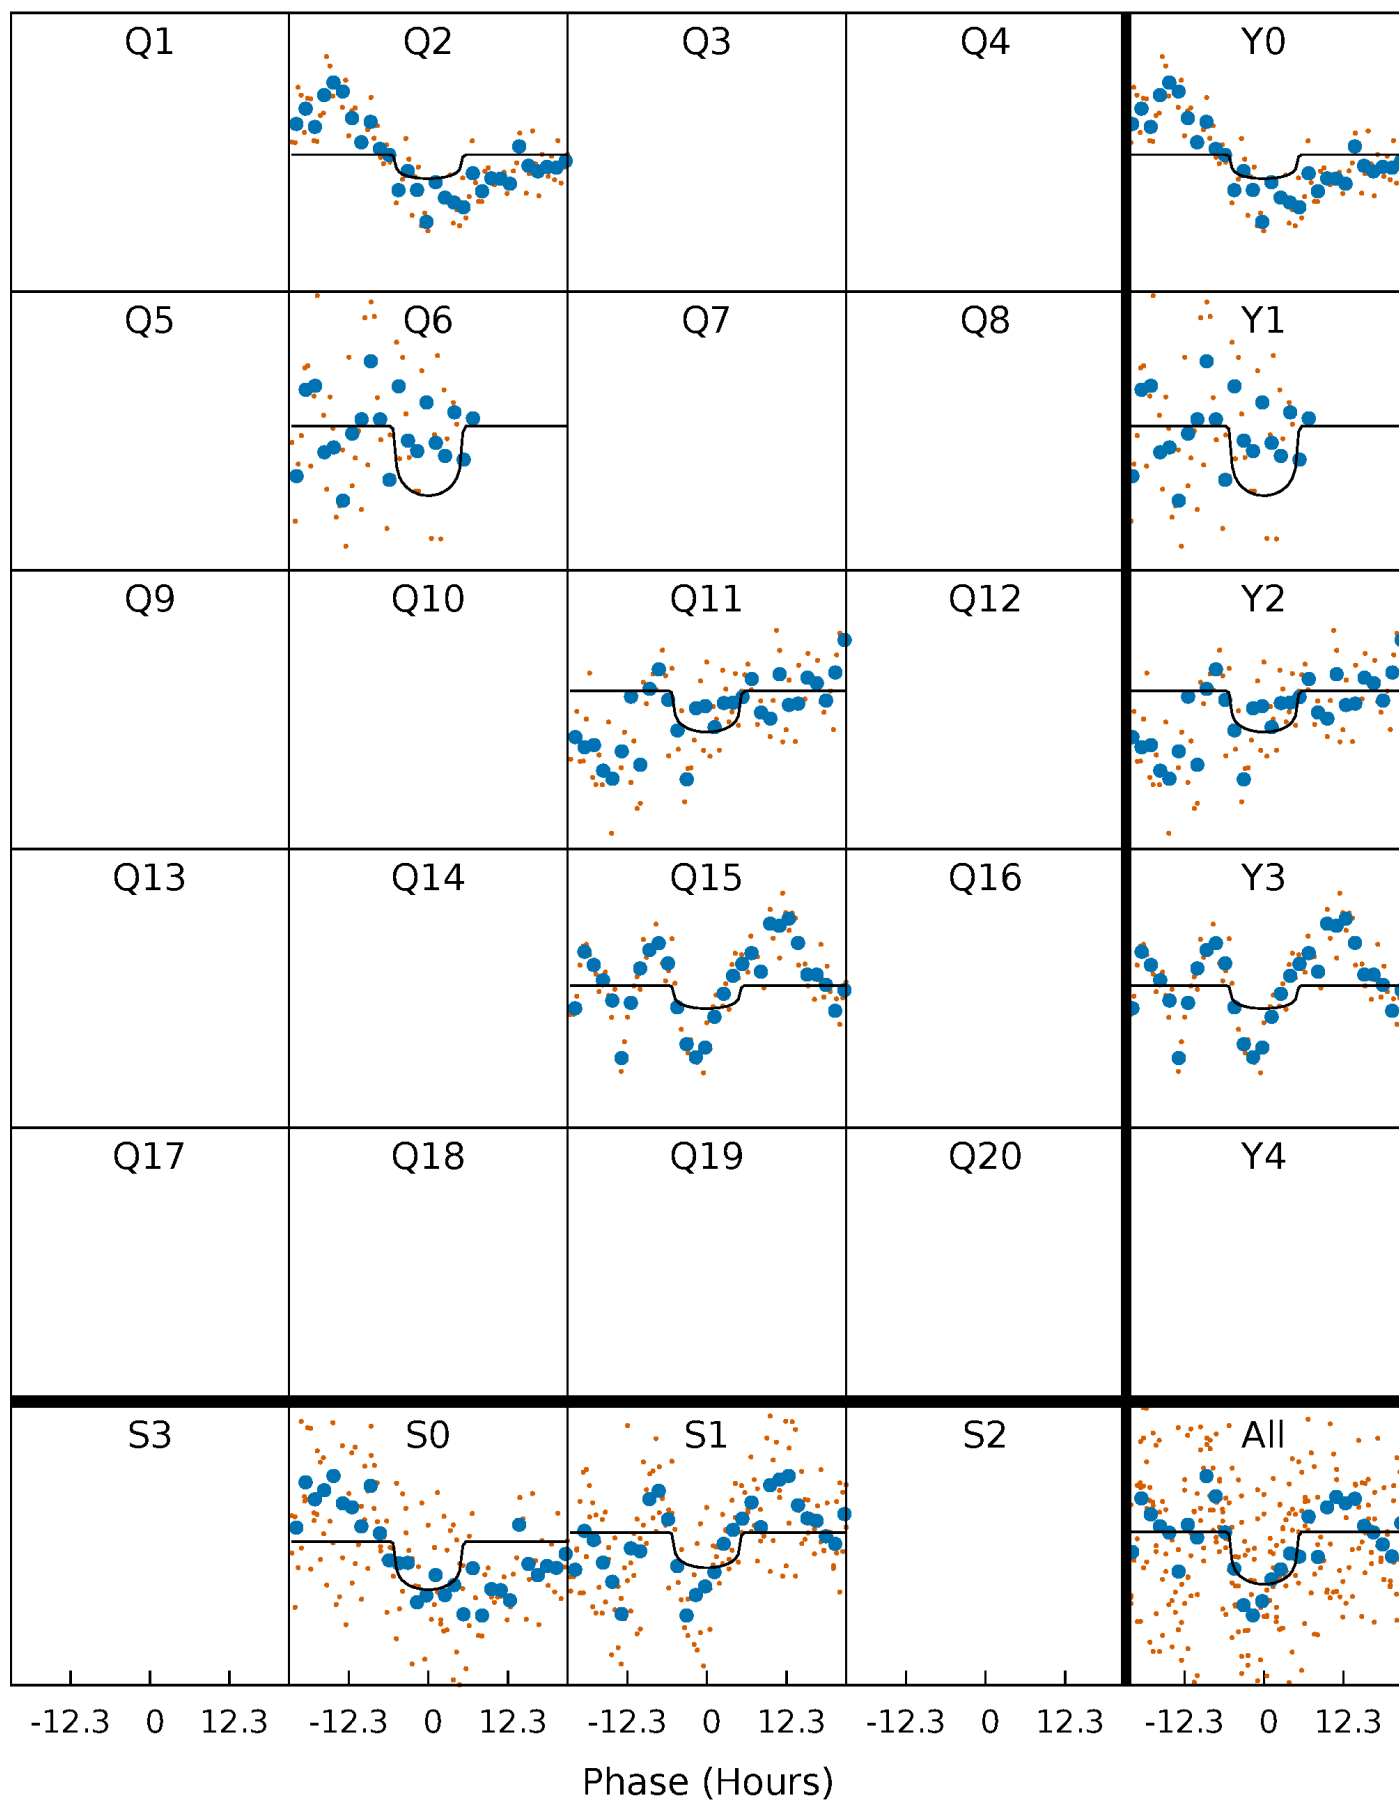 Q1 Q2 Q3 Q4 Y0
Q5 Q6 Q7 Q8 Y1
Q9 Q10 Q11 Q12 Y2
Q13 Q14 Q15 Q16 Y3
Q17 Q18 Q19 Q20 Y4
S3 S0 S1 S2 All
-12.3 0 12.3 -12.3 0 12.3 -12.3 0 12.3 -12.3 0 12.3 -12.3 0 12.3
Phase (Hours)